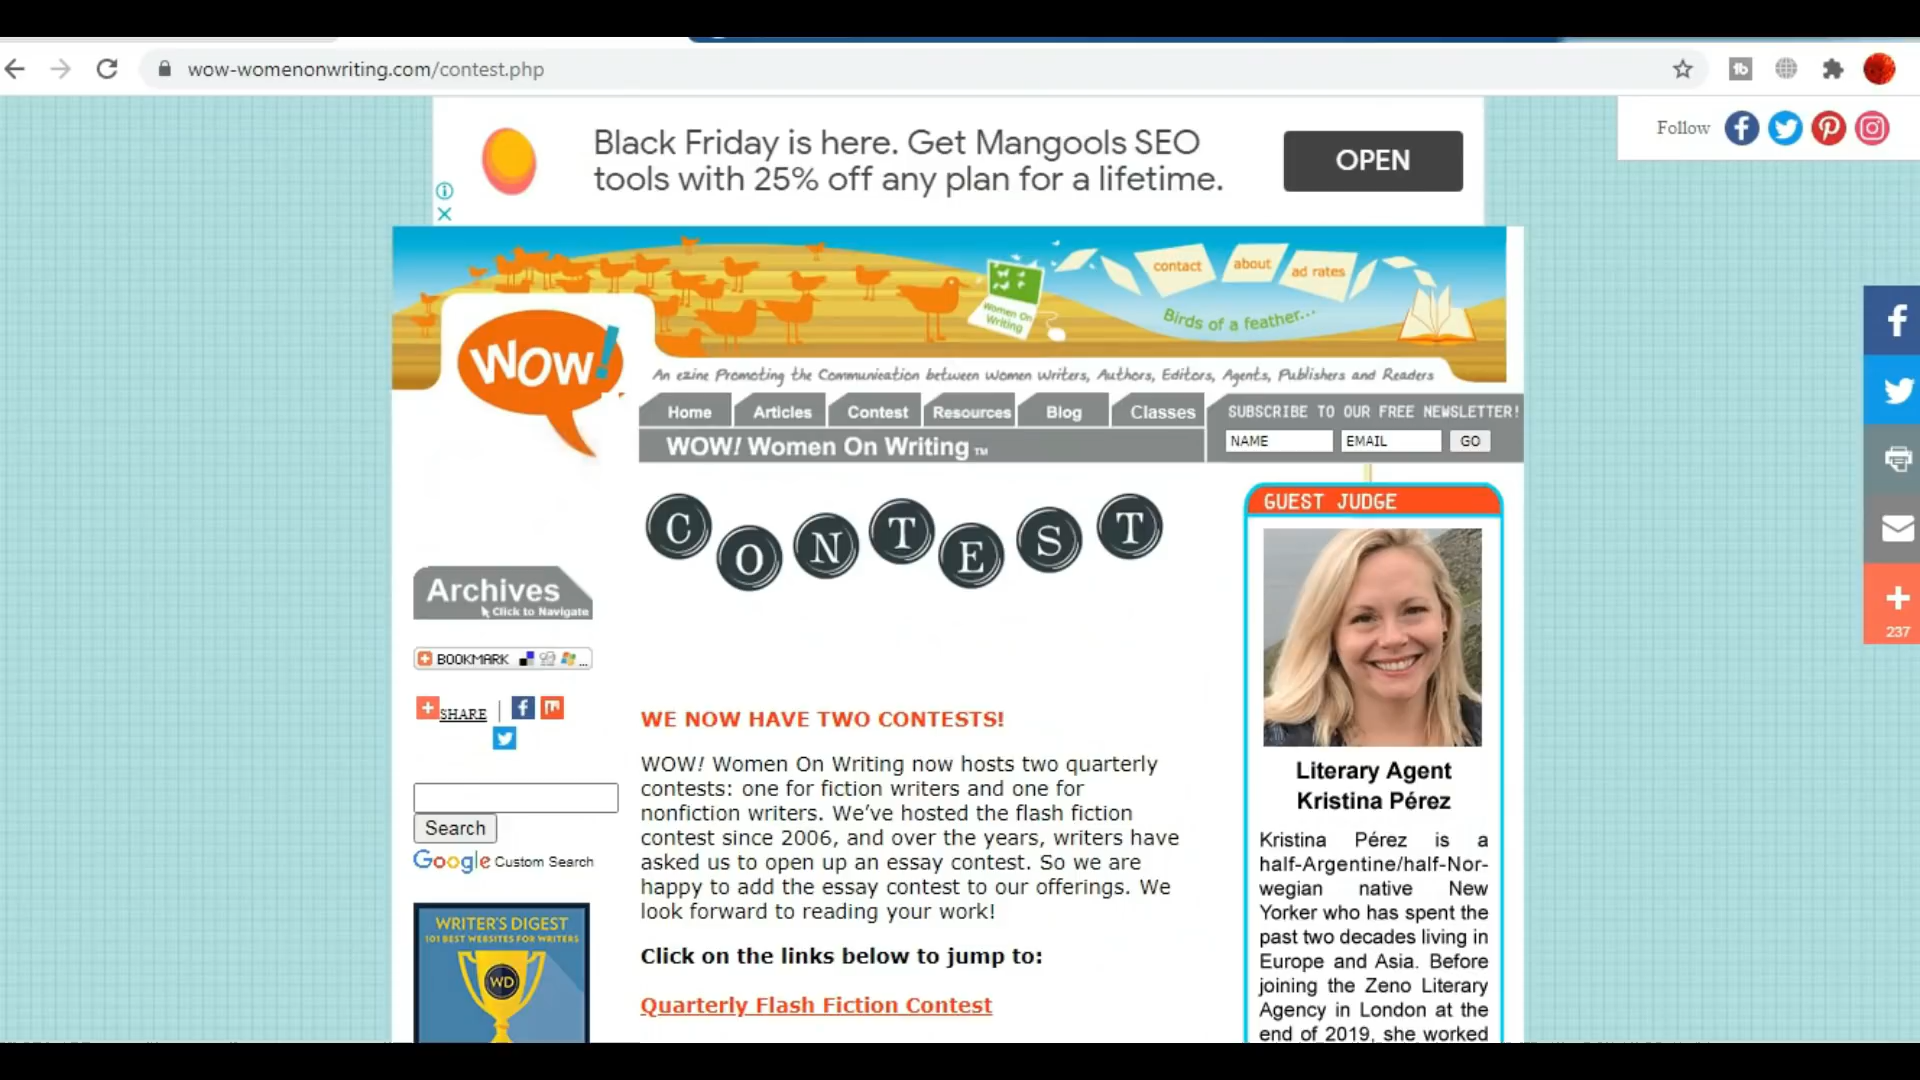 wow-womenonwriting.com/contest.php
Black Friday is here. Get Mangools SEO
tools with 25% off any plan for a lifetime.
OPEN
Follow
contact
about
ad rates
Women On
Writing
Birds of a feather...
WOW!
An ezine Promoting the Communication between Women Writers, Authors, Editors, Agents, Publishers and Readers
Home
Articles
Contest
Resources
Blog
Classes
SUBSCRIBE TO OUR FREE NEWSLETTER!
NAME
EMAIL
GO
WOW! Women On Writing TM
CONTEST
Archives
Click to Navigate
BOOKMARK ...
SHARE |
Search
Google Custom Search
WRITER'S DIGEST
101 BEST WEBSITES FOR WRITERS
WD
WE NOW HAVE TWO CONTESTS!
WOW! Women On Writing now hosts two quarterly
contests: one for fiction writers and one for
nonfiction writers. We’ve hosted the flash fiction
contest since 2006, and over the years, writers have
asked us to open up an essay contest. So we are
happy to add the essay contest to our offerings. We
look forward to reading your work!
Click on the links below to jump to:
Quarterly Flash Fiction Contest
GUEST JUDGE
Literary Agent
Kristina Pérez
Kristina Pérez is a
half-Argentine/half-Nor-
wegian native New
Yorker who has spent the
past two decades living in
Europe and Asia. Before
joining the Zeno Literary
Agency in London at the
end of 2019, she worked
237